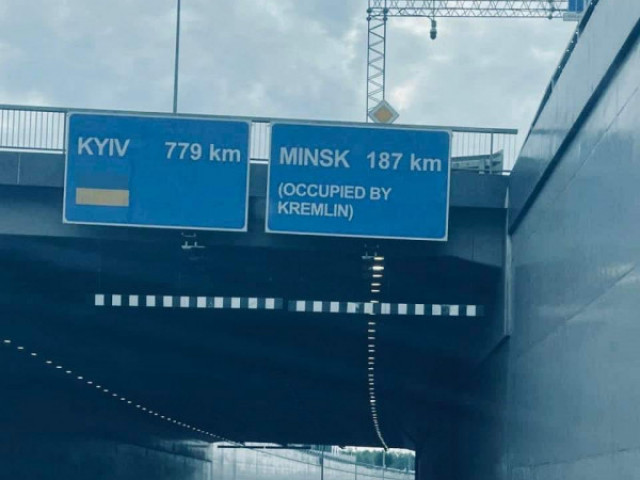 KYIV 779 km
MINSK 187 km
(OCCUPIED BY
KREMLIN)